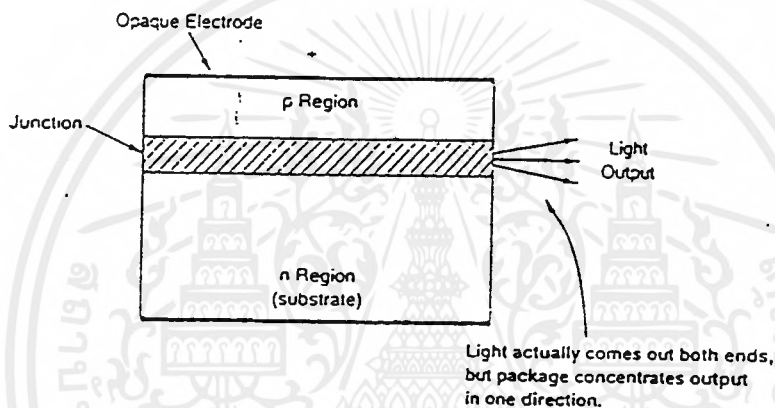 Opaque Electrode
+
p Region
Junction
Light
Output
n Region
(substrate)
Light actually comes out both ends,
but package concentrates output
in one direction.